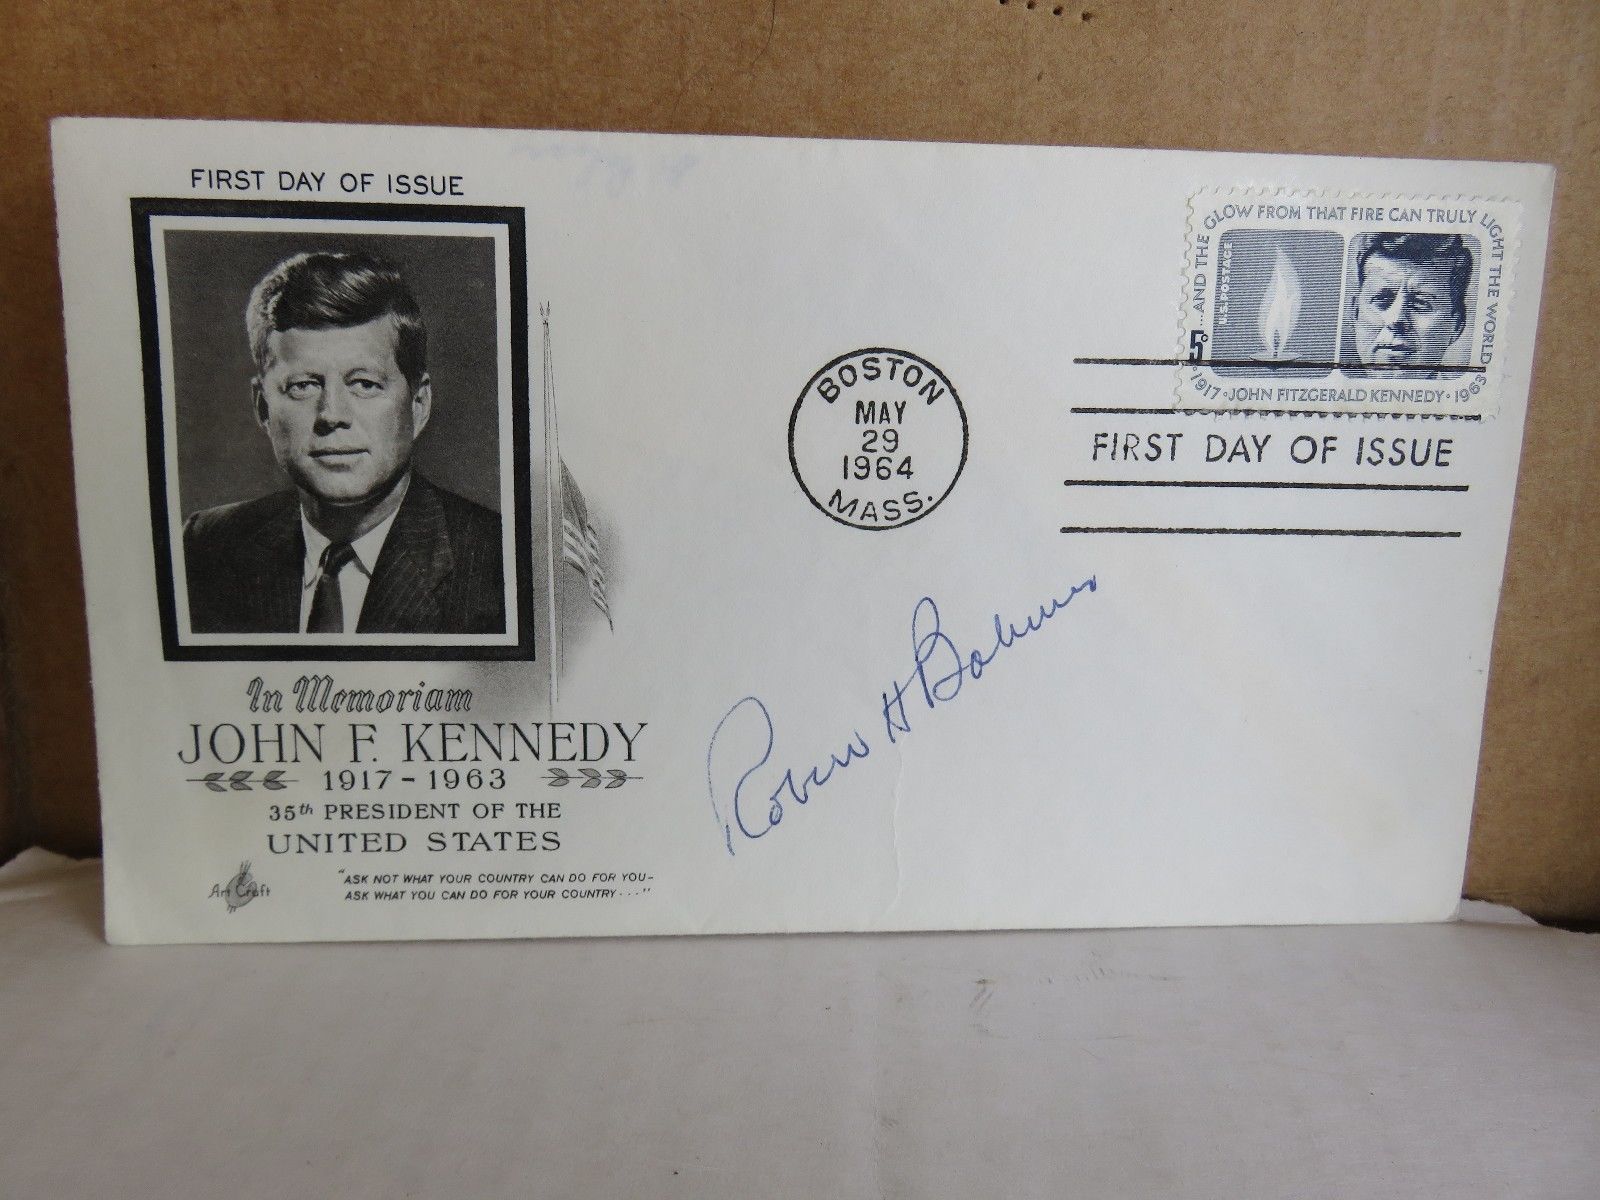 FIRST DAY OF ISSUE
...AND THE GLOW FROM THAT FIRE CAN TRULY LIGHT THE WORLD
U.S. POSTAGE
5c
1917 · JOHN FITZGERALD KENNEDY · 1963
BOSTON
MAY
29
1964
MASS.
FIRST DAY OF ISSUE
Robert H
In Memoriam
JOHN F. KENNEDY
1917 - 1963
35th PRESIDENT OF THE
UNITED STATES
Art Craft
"ASK NOT WHAT YOUR COUNTRY CAN DO FOR YOU-
ASK WHAT YOU CAN DO FOR YOUR COUNTRY..."